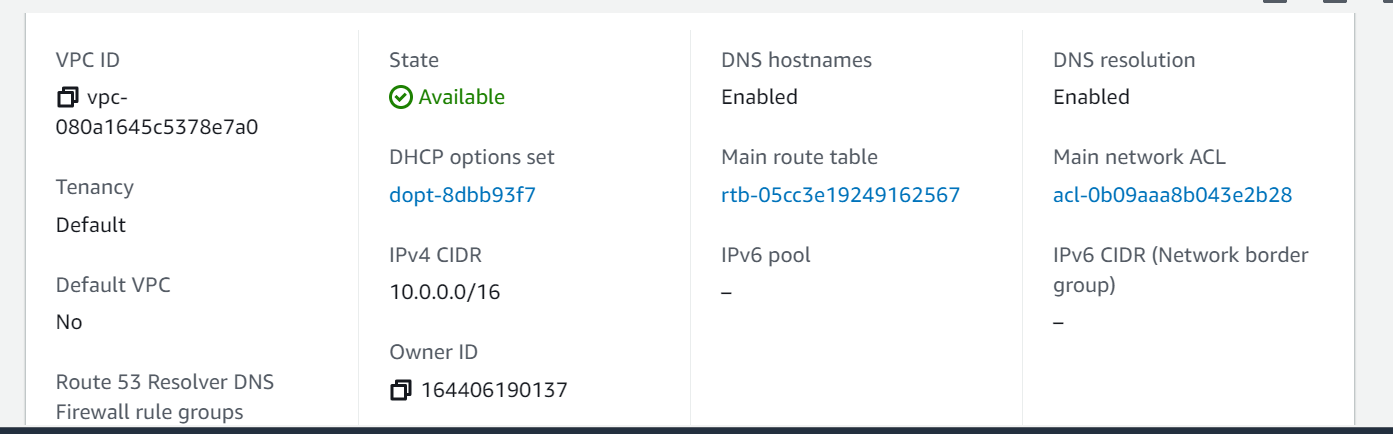 VPC ID
vpc-
080a1645c5378e7a0
Tenancy
Default
Default VPC
No
Route 53 Resolver DNS
Firewall rule groups
State
Available
DHCP options set
dopt-8dbb93f7
IPv4 CIDR
10.0.0.0/16
Owner ID
164406190137
DNS hostnames
Enabled
Main route table
rtb-05cc3e19249162567
IPv6 pool
–
DNS resolution
Enabled
Main network ACL
acl-0b09aaa8b043e2b28
IPv6 CIDR (Network border
group)
–